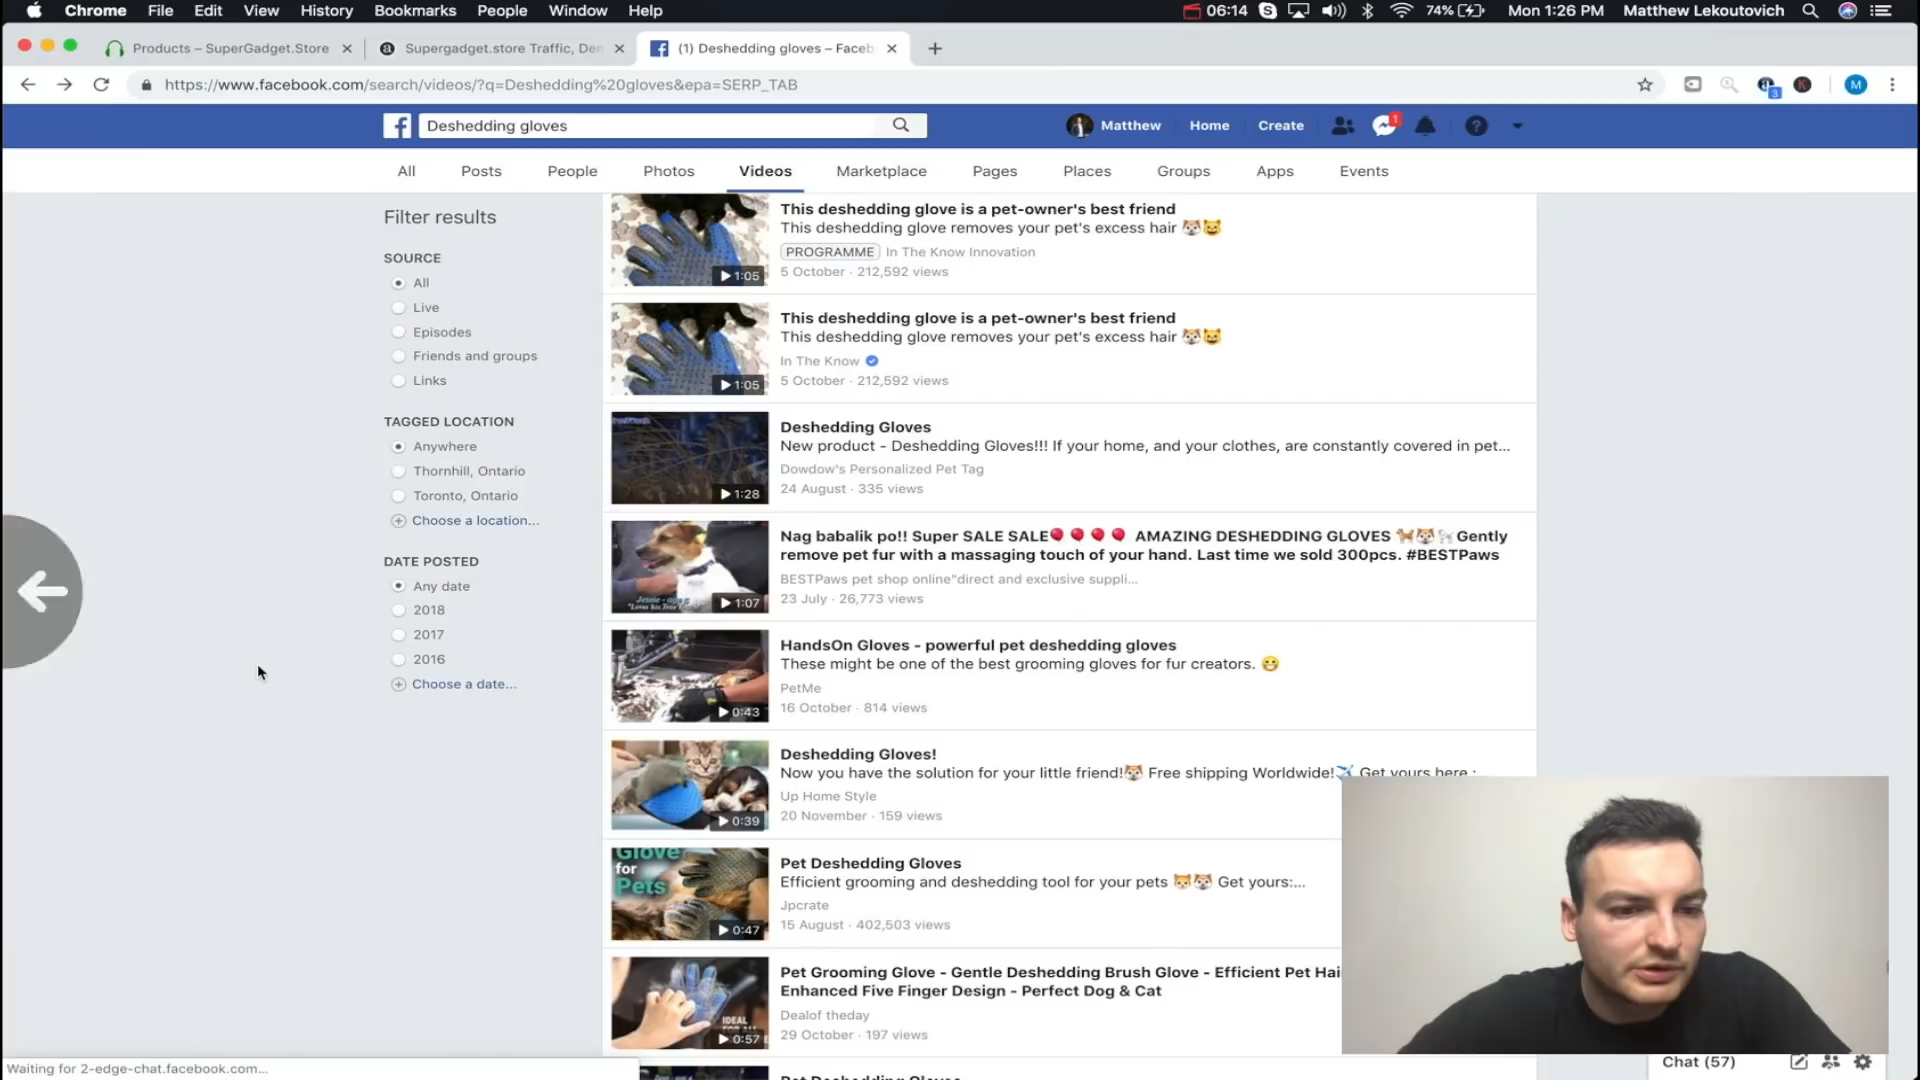 Chrome File Edit View History Bookmarks People Window Help 06:14 74% Mon 1:26 PM Matthew Lekoutovich
Products – SuperGadget.Store
Supergadget.store Traffic, Den
(1) Deshedding gloves – Faceb
https://www.facebook.com/search/videos/?q=Deshedding%20gloves&epa=SERP_TAB
3
M
Deshedding gloves
Matthew Home Create 1
All Posts People Photos Videos Marketplace Pages Places Groups Apps Events
Filter results
SOURCE
All
Live
Episodes
Friends and groups
Links
TAGGED LOCATION
Anywhere
Thornhill, Ontario
Toronto, Ontario
Choose a location...
DATE POSTED
Any date
2018
2017
2016
Choose a date...
This deshedding glove is a pet-owner's best friend
This deshedding glove removes your pet's excess hair 🐶😺
PROGRAMME In The Know Innovation
5 October · 212,592 views
1:05
This deshedding glove is a pet-owner's best friend
This deshedding glove removes your pet's excess hair 🐶😺
In The Know
5 October · 212,592 views
1:05
Deshedding Gloves
New product - Deshedding Gloves!!! If your home, and your clothes, are constantly covered in pet...
Dowdow's Personalized Pet Tag
24 August · 335 views
1:28
Nag babalik po!! Super SALE SALE🎈🎈🎈🎈 AMAZING DESHEDDING GLOVES 🐕🐶🐩Gently
remove pet fur with a massaging touch of your hand. Last time we sold 300pcs. #BESTPaws
BESTPaws pet shop online"direct and exclusive suppli...
23 July · 26,773 views
1:07
HandsOn Gloves - powerful pet deshedding gloves
These might be one of the best grooming gloves for fur creators. 😁
PetMe
16 October · 814 views
0:43
Deshedding Gloves!
Now you have the solution for your little friend!🐶 Free shipping Worldwide!✈️ Get yours here :
Up Home Style
20 November · 159 views
0:39
Pet Deshedding Gloves
Efficient grooming and deshedding tool for your pets 🐱🐶 Get yours:...
Jpcrate
15 August · 402,503 views
Glove
for
Pets
0:47
Pet Grooming Glove - Gentle Deshedding Brush Glove - Efficient Pet Hai
Enhanced Five Finger Design - Perfect Dog & Cat
Dealof theday
29 October · 197 views
IDEAL
0:57
Pet Deshedding Gloves
Waiting for 2-edge-chat.facebook.com...
Chat (57)